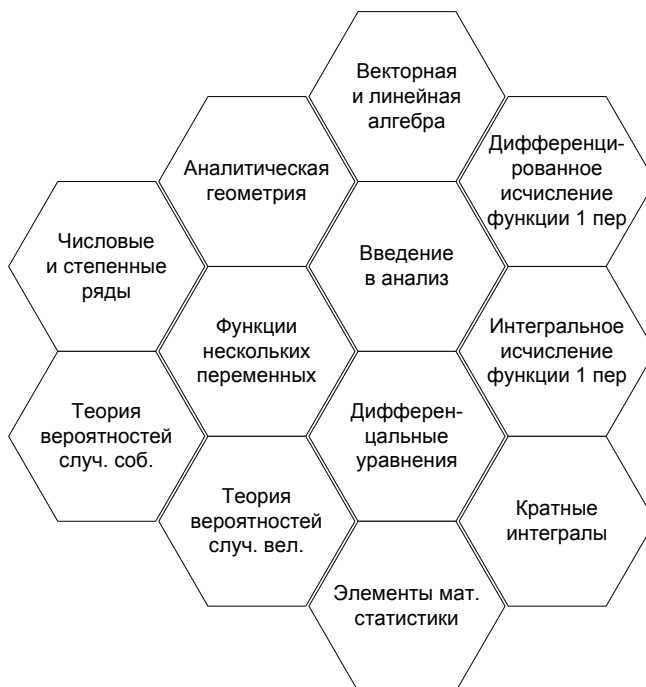 Векторная
и линейная
алгебра
Аналитическая
геометрия
Дифференци-
рованное
исчисление
функции 1 пер
Числовые
и степенные
ряды
Введение
в анализ
Функции
нескольких
переменных
Интегральное
исчисление
функции 1 пер
Теория
вероятностей
случ. соб.
Дифферен-
цальные
уравнения
Теория
вероятностей
случ. вел.
Кратные
интегралы
Элементы мат.
статистики